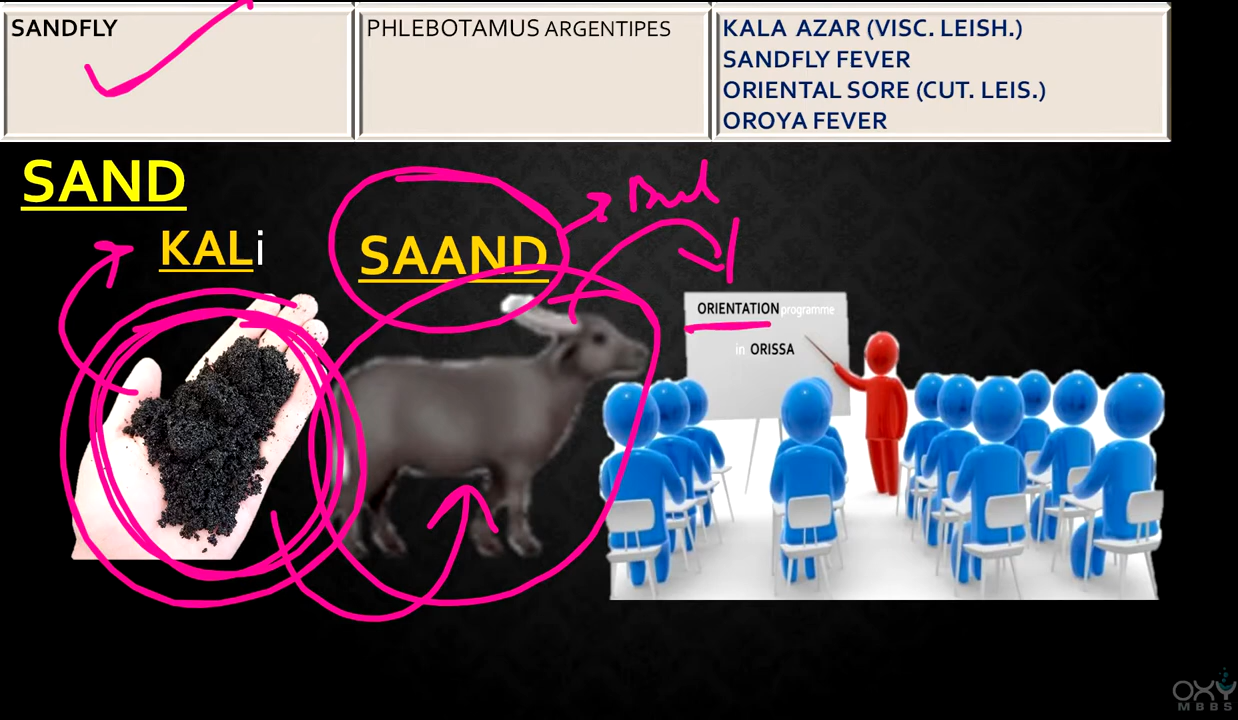 SANDFLY
PHLEBOTAMUS ARGENTIPES
KALA AZAR (VISC. LEISH.)
SANDFLY FEVER
ORIENTAL SORE (CUT. LEIS.)
OROYA FEVER
SAND
KALi
SAAND
ORIENTATION programme
in ORISSA
OXY
MBBS